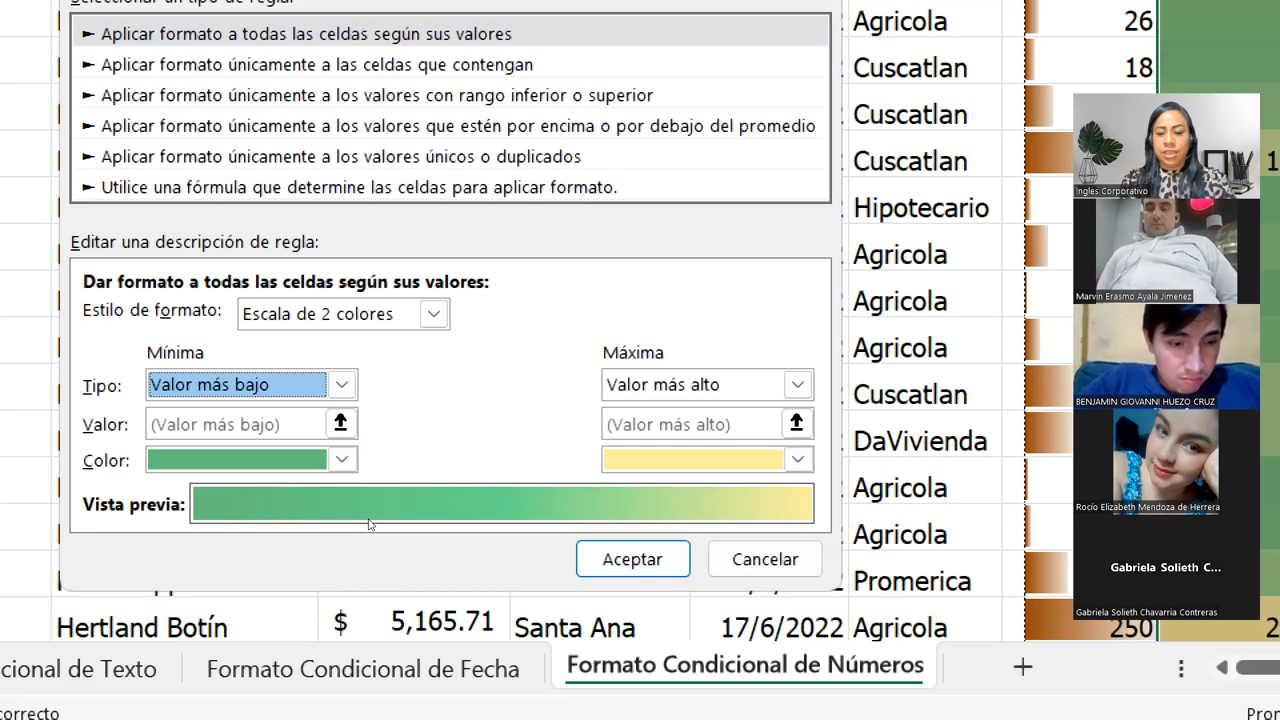 ► Aplicar formato a todas las celdas según sus valores
► Aplicar formato únicamente a las celdas que contengan
► Aplicar formato únicamente a los valores con rango inferior o superior
► Aplicar formato únicamente a los valores que estén por encima o por debajo del promedio
► Aplicar formato únicamente a los valores únicos o duplicados
► Utilice una fórmula que determine las celdas para aplicar formato.
Editar una descripción de regla:
Dar formato a todas las celdas según sus valores:
Estilo de formato: Escala de 2 colores
Mínima Máxima
Tipo: Valor más bajo Valor más alto
Valor: (Valor más bajo) (Valor más alto)
Color:
Vista previa:
Aceptar Cancelar
Agricola 26
Cuscatlan 18
Cuscatlan
Cuscatlan
Hipotecario
Agricola
Agricola
Agricola
Cuscatlan
DaVivienda
Agricola
Agricola
Promerica
Hertland Botín $ 5,165.71 Santa Ana 17/6/2022 Agricola 250
Ingles Corporativo
Marvin Erasmo Ayala Jimenez
BENJAMIN GIOVANNI HUEZO CRUZ
Rocío Elizabeth Mendoza de Herrera
Gabriela Solieth C...
Gabriela Solieth Chavarria Contreras
cional de Texto Formato Condicional de Fecha Formato Condicional de Números